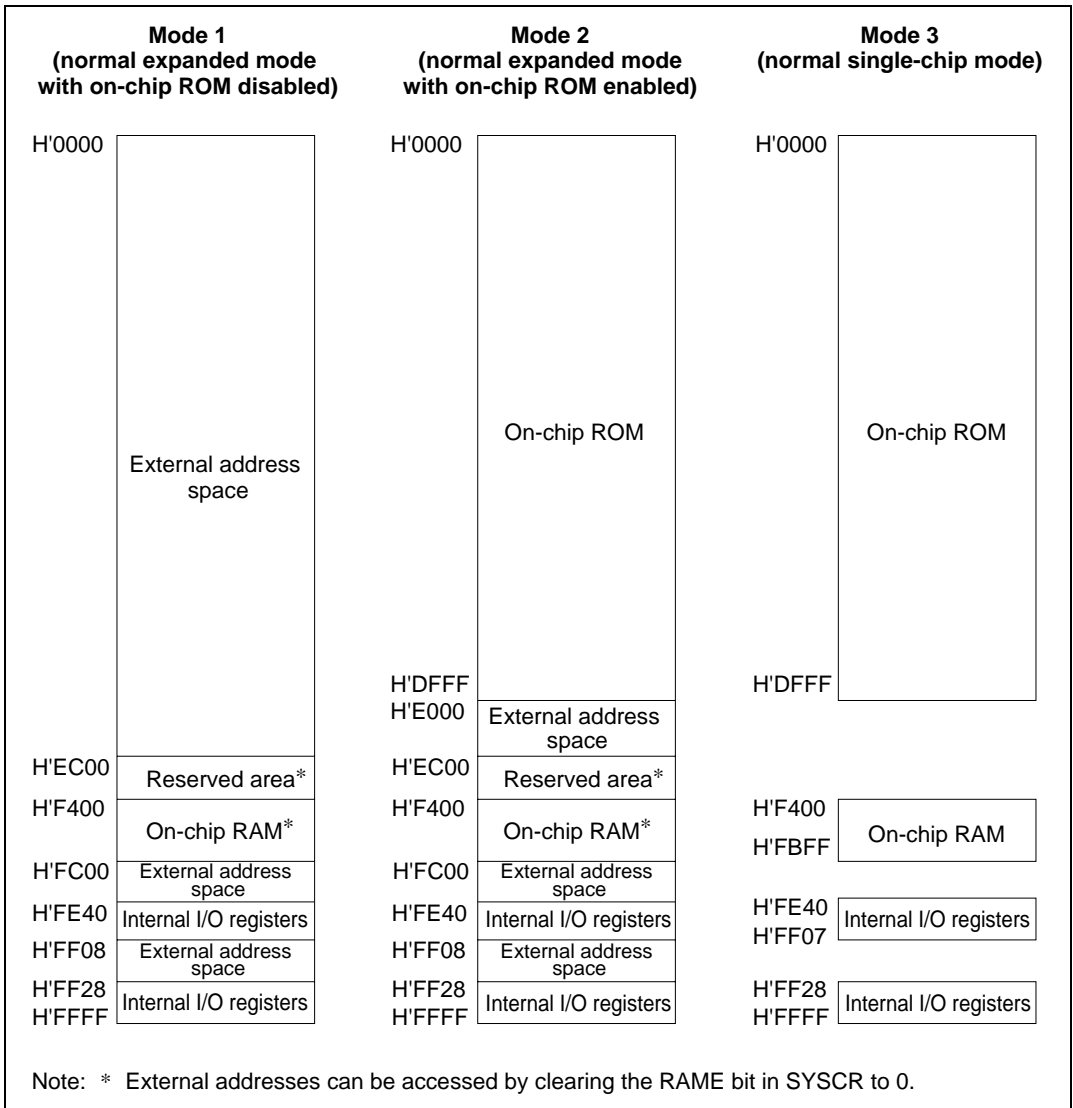 Mode 1
(normal expanded mode
with on-chip ROM disabled)
H'0000
External address
space
H'EC00
Reserved area*
H'F400
On-chip RAM*
H'FC00
External address
space
H'FE40
Internal I/O registers
H'FF08
External address
space
H'FF28
Internal I/O registers
H'FFFF
Mode 2
(normal expanded mode
with on-chip ROM enabled)
H'0000
On-chip ROM
H'DFFF
H'E000
External address
space
H'EC00
Reserved area*
H'F400
On-chip RAM*
H'FC00
External address
space
H'FE40
Internal I/O registers
H'FF08
External address
space
H'FF28
Internal I/O registers
H'FFFF
Mode 3
(normal single-chip mode)
H'0000
On-chip ROM
H'DFFF
H'F400
On-chip RAM
H'FBFF
H'FE40
Internal I/O registers
H'FF07
H'FF28
Internal I/O registers
H'FFFF
Note: * External addresses can be accessed by clearing the RAME bit in SYSCR to 0.